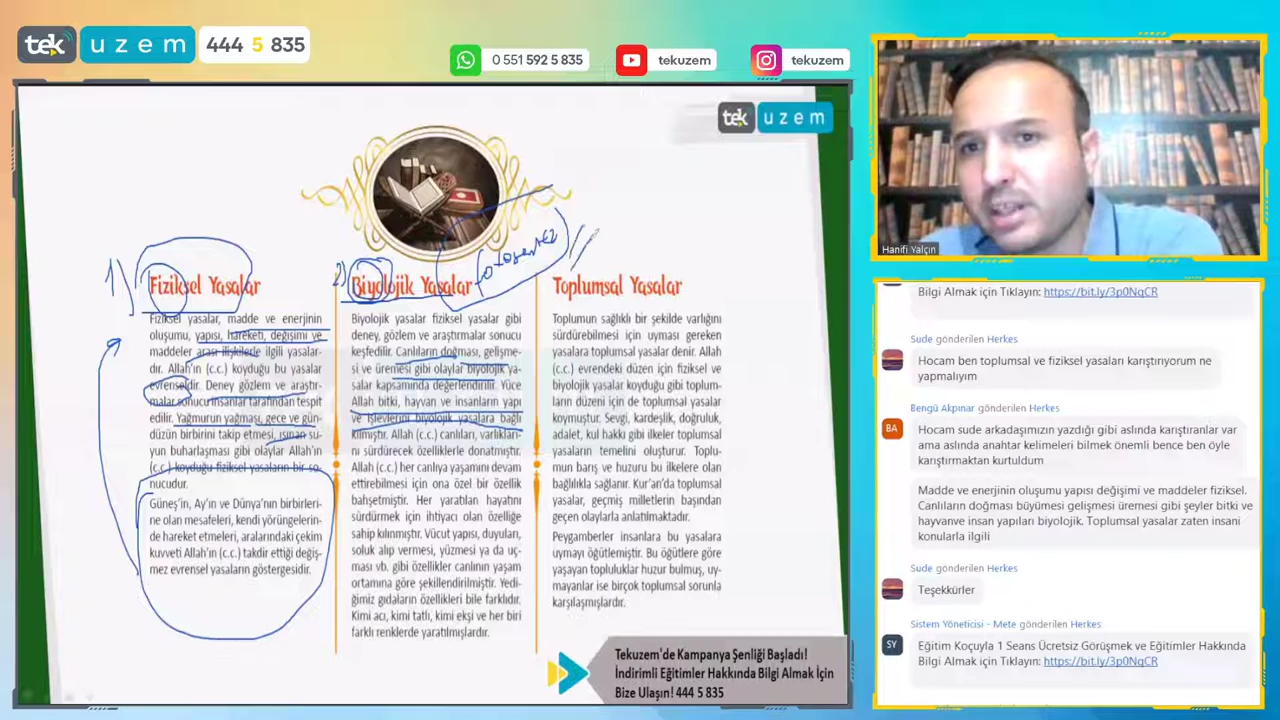 tek uzem 444 5 835
0 551 592 5 835
tekuzem
tekuzem
tek uzem
1)
Fiziksel Yasalar
Fiziksel yasalar, madde ve enerjinin
oluşumu, yapısı, hareketi, değişimi ve
maddeler arası ilişkilerle ilgili yasalar-
dır. Allah'ın (c.c.) koyduğu bu yasalar
evrenseldir. Deney gözlem ve araştır-
malar sonucu insanlar tarafından tespit
edilir. Yağmurun yağması, gece ve gün-
düzün birbirini takip etmesi, ısınan su-
yun buharlaşması gibi olaylar Allah'ın
(c.c.) koyduğu fiziksel yasaların bir so-
nucudur.
Güneş'in, Ay'ın ve Dünya'nın birbirleri-
ne olan mesafeleri, kendi yörüngelerin-
de hareket etmeleri, aralarındaki çekim
kuvveti Allah'ın (c.c.) takdir ettiği değiş-
mez evrensel yasaların göstergesidir.
2)
Biyolojik Yasalar
fotosentez
Biyolojik yasalar fiziksel yasalar gibi
deney, gözlem ve araştırmalar sonucu
keşfedilir. Canlıların doğması, gelişme-
si ve üremesi gibi olaylar biyolojik ya-
salar kapsamında değerlendirilir. Yüce
Allah bitki, hayvan ve insanların yapı
ve işlevlerini biyolojik yasalara bağlı
kılmıştır. Allah (c.c.) canlıları, varlıkları-
nı sürdürecek özelliklerle donatmıştır.
Allah (c.c.) her canlıya yaşamını devam
ettirebilmesi için ona özel bir özellik
bahşetmiştir. Her yaratılan hayatını
sürdürmek için ihtiyacı olan özelliğe
sahip kılınmıştır. Vücut yapısı, duyuları,
soluk alıp vermesi, yüzmesi ya da uç-
ması vb. gibi özellikler canlının yaşam
ortamına göre şekillendirilmiştir. Yedi-
ğimiz gıdaların özellikleri bile farklıdır.
Kimi acı, kimi tatlı, kimi ekşi ve her biri
farklı renklerde yaratılmışlardır.
Toplumsal Yasalar
Toplumun sağlıklı bir şekilde varlığını
sürdürebilmesi için uyması gereken
yasalara toplumsal yasalar denir. Allah
(c.c.) evrendeki düzen için fiziksel ve
biyolojik yasalar koyduğu gibi toplum-
ların düzeni için de toplumsal yasalar
koymuştur. Sevgi, kardeşlik, doğruluk,
adalet, kul hakkı gibi ilkeler toplumsal
yasaların temelini oluşturur. Toplu-
mun barış ve huzuru bu ilkelere olan
bağlılıkla sağlanır. Kur'an'da toplumsal
yasalar, geçmiş milletlerin başından
geçen olaylarla anlatılmaktadır.
Peygamberler insanlara bu yasalara
uymayı öğütlemiştir. Bu öğütlere göre
yaşayan topluluklar huzur bulmuş, uy-
mayanlar ise birçok toplumsal sorunla
karşılaşmışlardır.
Tekuzem'de Kampanya Şenliği Başladı!
İndirimli Eğitimler Hakkında Bilgi Almak İçin
Bize Ulaşın! 444 5 835
Hanifi Yalçın
Bilgi Almak için Tıklayın: https://bit.ly/3p0NqCR
Sude gönderilen Herkes
Hocam ben toplumsal ve fiziksel yasaları karıştırıyorum ne
yapmalıyım
Bengü Akpınar gönderilen Herkes
BA
Hocam sude arkadaşımızın yazdığı gibi aslında karıştıranlar var
ama aslında anahtar kelimeleri bilmek önemli bence ben öyle
karıştırmaktan kurtuldum
Madde ve enerjinin oluşumu yapısı değişimi ve maddeler fiziksel.
Canlıların doğması büyümesi gelişmesi üremesi gibi şeyler bitki ve
hayvanve insan yapıları biyolojik. Toplumsal yasalar zaten insani
konularla ilgili
Sude gönderilen Herkes
Teşekkürler
Sistem Yöneticisi - Mete gönderilen Herkes
SY
Eğitim Koçuyla 1 Seans Ücretsiz Görüşmek ve Eğitimler Hakkında
Bilgi Almak için Tıklayın: https://bit.ly/3p0NqCR